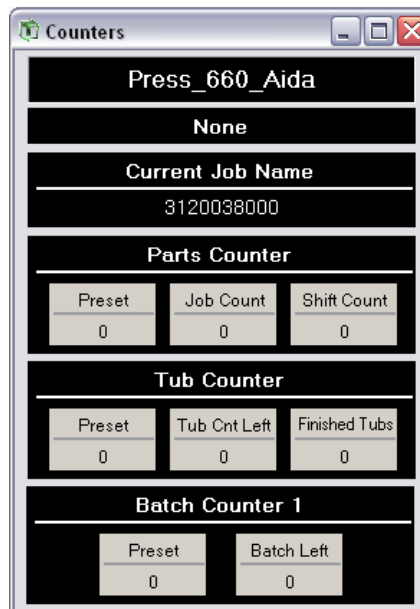 Counters
Press_660_Aida
None
Current Job Name
3120038000
Parts Counter
Preset Job Count Shift Count
0 0 0
Tub Counter
Preset Tub Cnt Left Finished Tubs
0 0 0
Batch Counter 1
Preset Batch Left
0 0